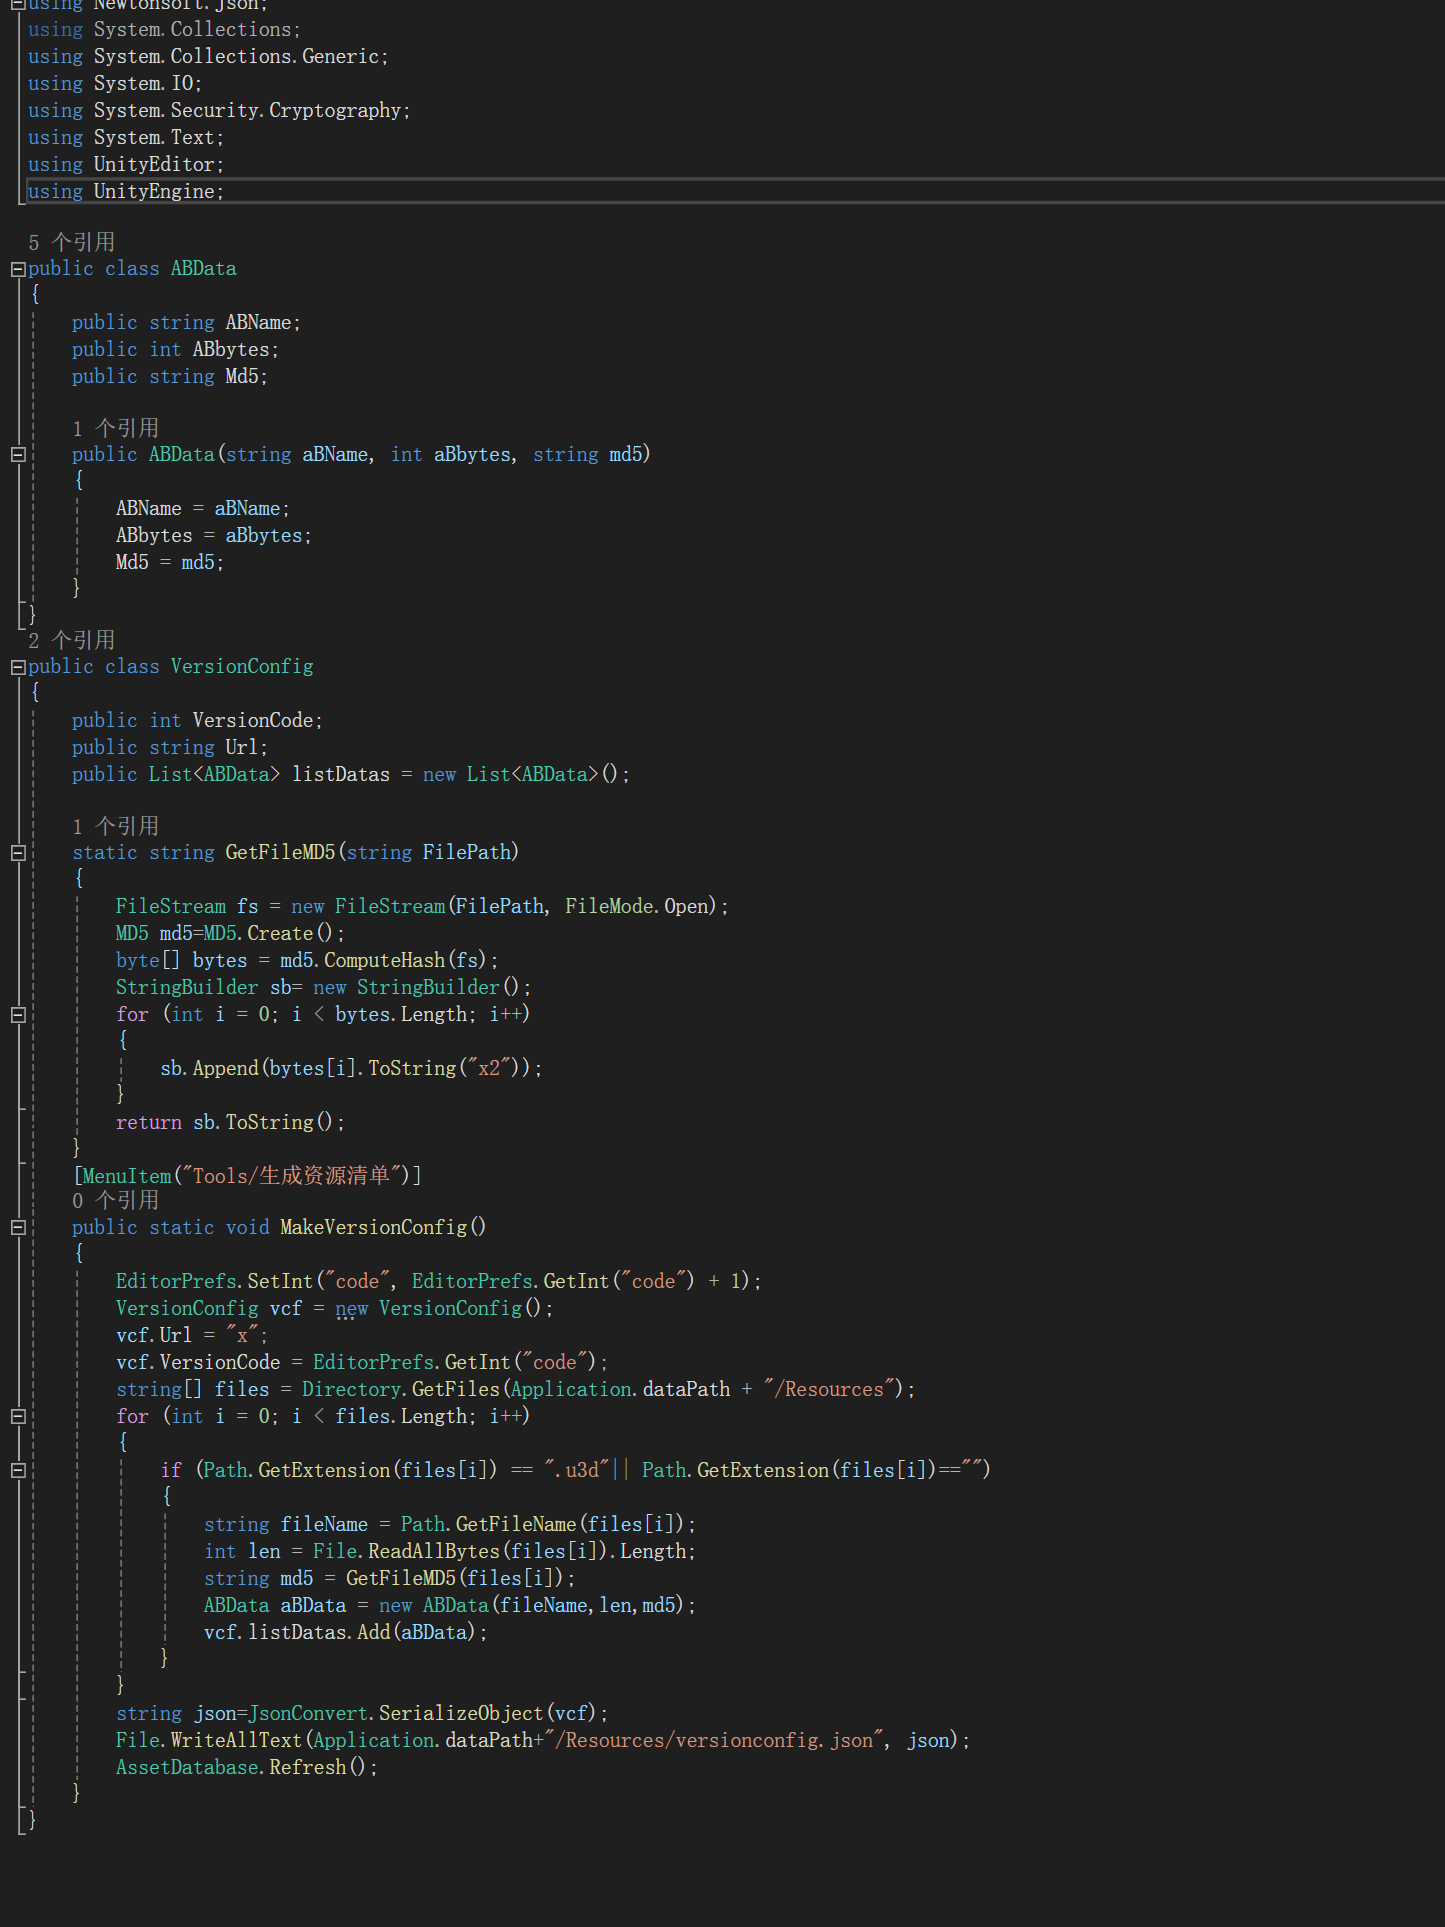 using Newtonsoft.Json;
using System.Collections;
using System.Collections.Generic;
using System.IO;
using System.Security.Cryptography;
using System.Text;
using UnityEditor;
using UnityEngine;
5 个引用
public class ABData
{
public string ABName;
public int ABbytes;
public string Md5;
1 个引用
public ABData(string aBName, int aBbytes, string md5)
{
ABName = aBName;
ABbytes = aBbytes;
Md5 = md5;
}
}
2 个引用
public class VersionConfig
{
public int VersionCode;
public string Url;
public List<ABData> listDatas = new List<ABData>();
1 个引用
static string GetFileMD5(string FilePath)
{
FileStream fs = new FileStream(FilePath, FileMode.Open);
MD5 md5=MD5.Create();
byte[] bytes = md5.ComputeHash(fs);
StringBuilder sb= new StringBuilder();
for (int i = 0; i < bytes.Length; i++)
{
sb.Append(bytes[i].ToString("x2"));
}
return sb.ToString();
}
[MenuItem("Tools/生成资源清单")]
0 个引用
public static void MakeVersionConfig()
{
EditorPrefs.SetInt("code", EditorPrefs.GetInt("code") + 1);
VersionConfig vcf = new VersionConfig();
vcf.Url = "x";
vcf.VersionCode = EditorPrefs.GetInt("code");
string[] files = Directory.GetFiles(Application.dataPath + "/Resources");
for (int i = 0; i < files.Length; i++)
{
if (Path.GetExtension(files[i]) == ".u3d"|| Path.GetExtension(files[i])=="")
{
string fileName = Path.GetFileName(files[i]);
int len = File.ReadAllBytes(files[i]).Length;
string md5 = GetFileMD5(files[i]);
ABData aBData = new ABData(fileName,len,md5);
vcf.listDatas.Add(aBData);
}
}
string json=JsonConvert.SerializeObject(vcf);
File.WriteAllText(Application.dataPath+"/Resources/versionconfig.json", json);
AssetDatabase.Refresh();
}
}